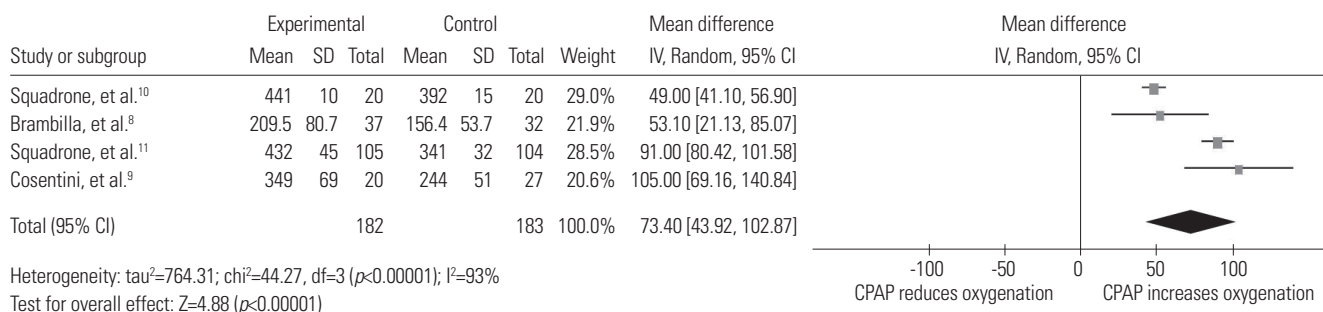 Experimental Control Mean difference Mean difference
Study or subgroup Mean SD Total Mean SD Total Weight IV, Random, 95% CI IV, Random, 95% CI
Squadrone, et al.¹⁰ 441 10 20 392 15 20 29.0% 49.00 [41.10, 56.90]
Brambilla, et al.⁸ 209.5 80.7 37 156.4 53.7 32 21.9% 53.10 [21.13, 85.07]
Squadrone, et al.¹¹ 432 45 105 341 32 104 28.5% 91.00 [80.42, 101.58]
Cosentini, et al.⁹ 349 69 20 244 51 27 20.6% 105.00 [69.16, 140.84]
Total (95% CI) 182 183 100.0% 73.40 [43.92, 102.87]
Heterogeneity: tau²=764.31; chi²=44.27, df=3 (p<0.00001); I²=93%
Test for overall effect: Z=4.88 (p<0.00001)
-100 -50 0 50 100
CPAP reduces oxygenation CPAP increases oxygenation